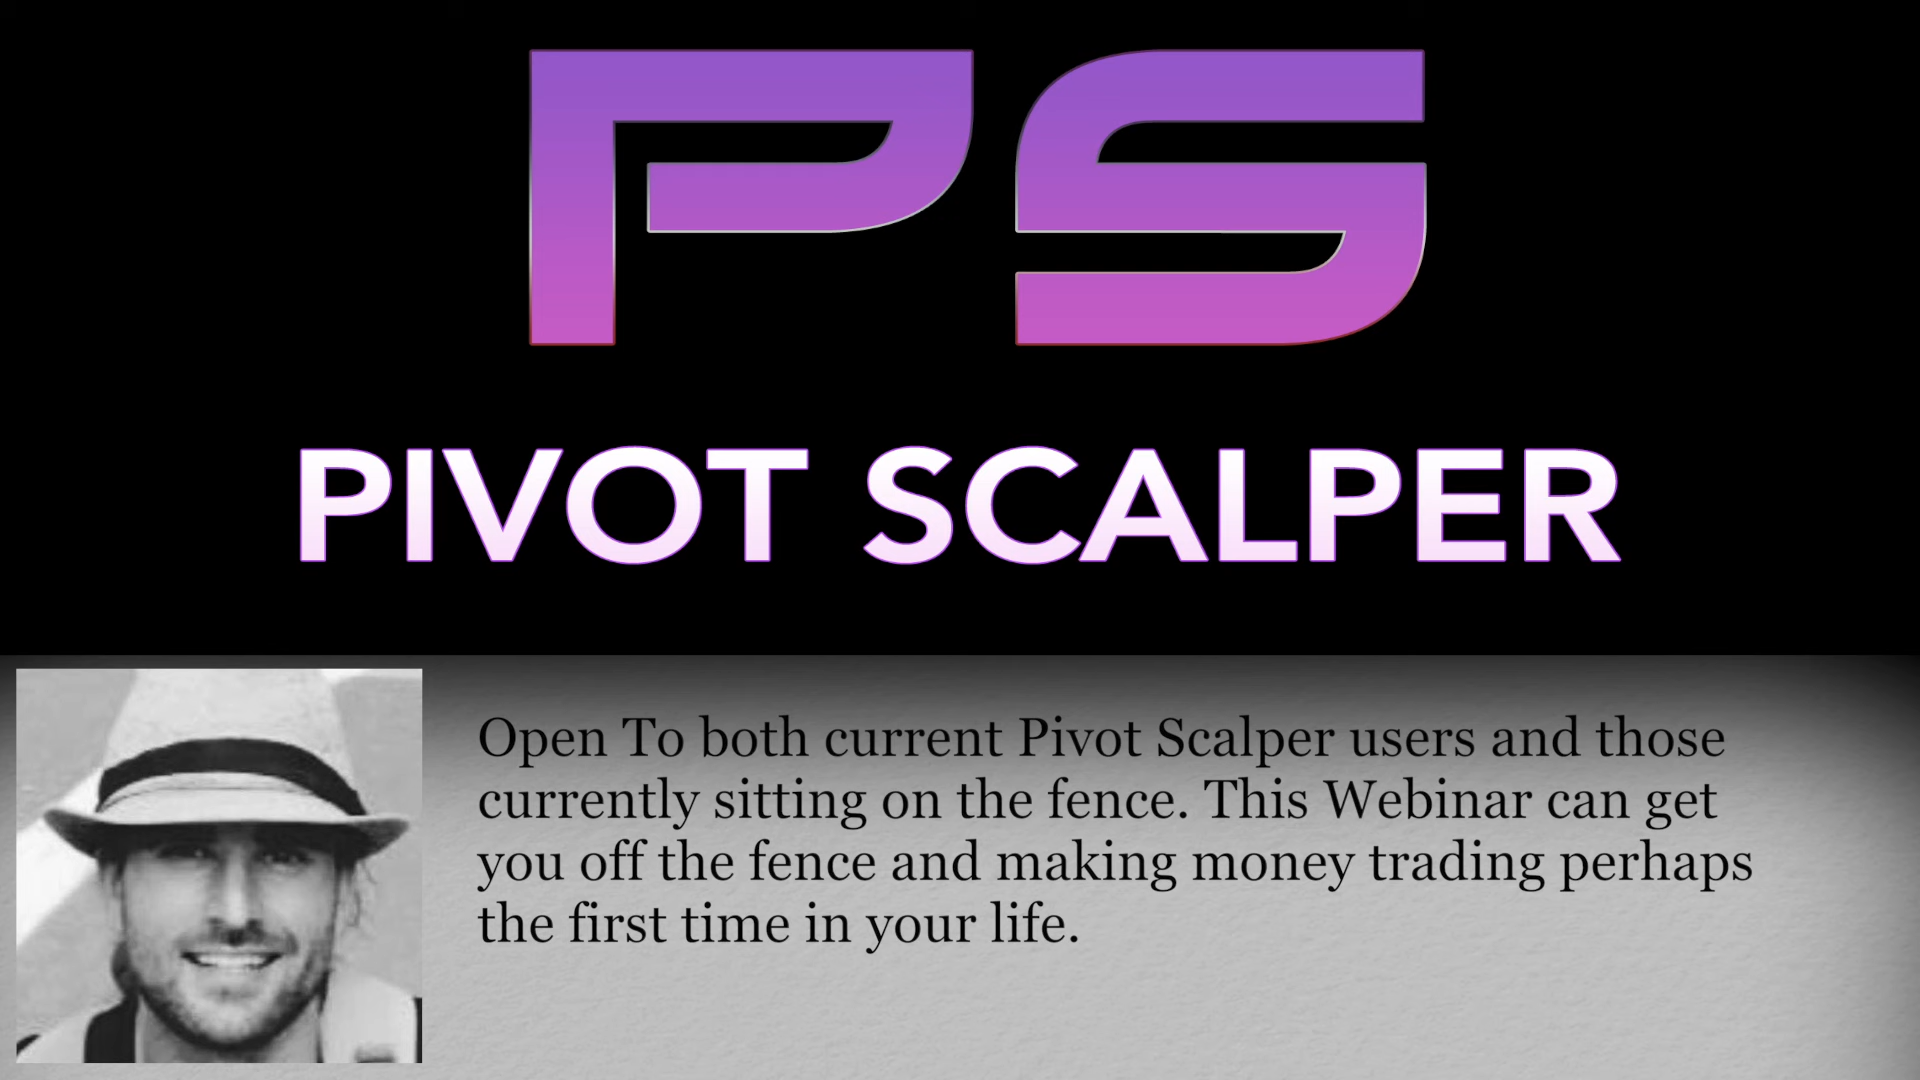 PS
PIVOT SCALPER
Open To both current Pivot Scalper users and those
currently sitting on the fence. This Webinar can get
you off the fence and making money trading perhaps
the first time in your life.